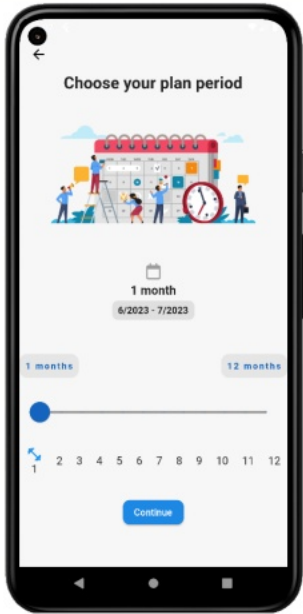 Choose your plan period
1 month
6/2023 - 7/2023
1 months 12 months
1 2 3 4 5 6 7 8 9 10 11 12
Continue